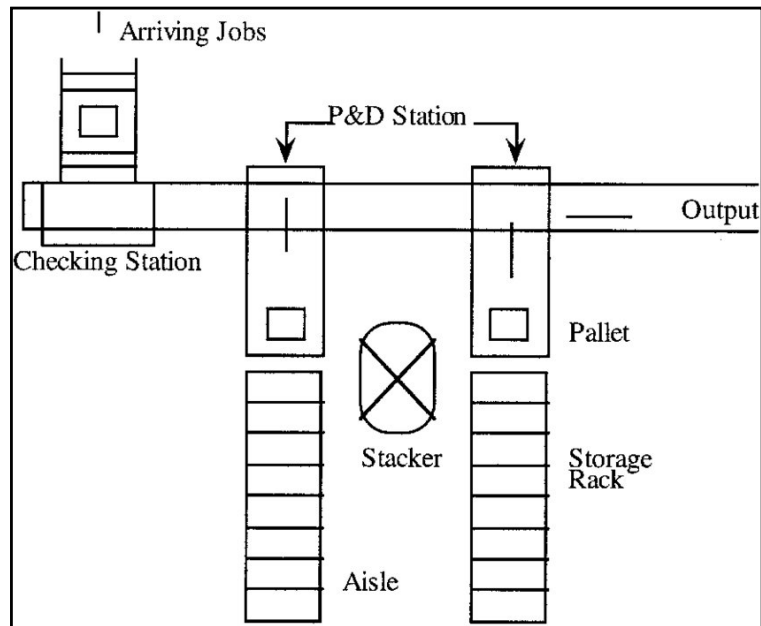 Arriving Jobs
P&D Station
Output
Checking Station
Pallet
Stacker
Storage
Rack
Aisle